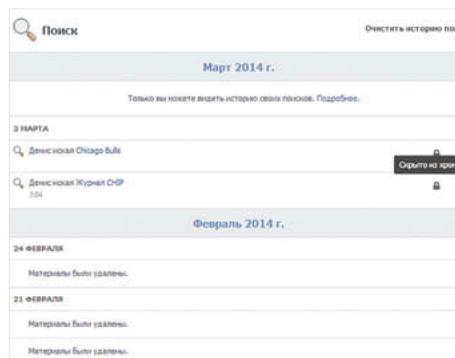 Поиск
Очистить историю по
Март 2014 г.
Только вы можете видеть историю своих поисков. Подробнее.
3 МАРТА
Денис искал Chicago Bulls
Скрыто из хрон
Денис искал Журнал CHIP
7:04
Февраль 2014 г.
24 ФЕВРАЛЯ
Материалы были удалены.
21 ФЕВРАЛЯ
Материалы были удалены.
Материалы были удалены.